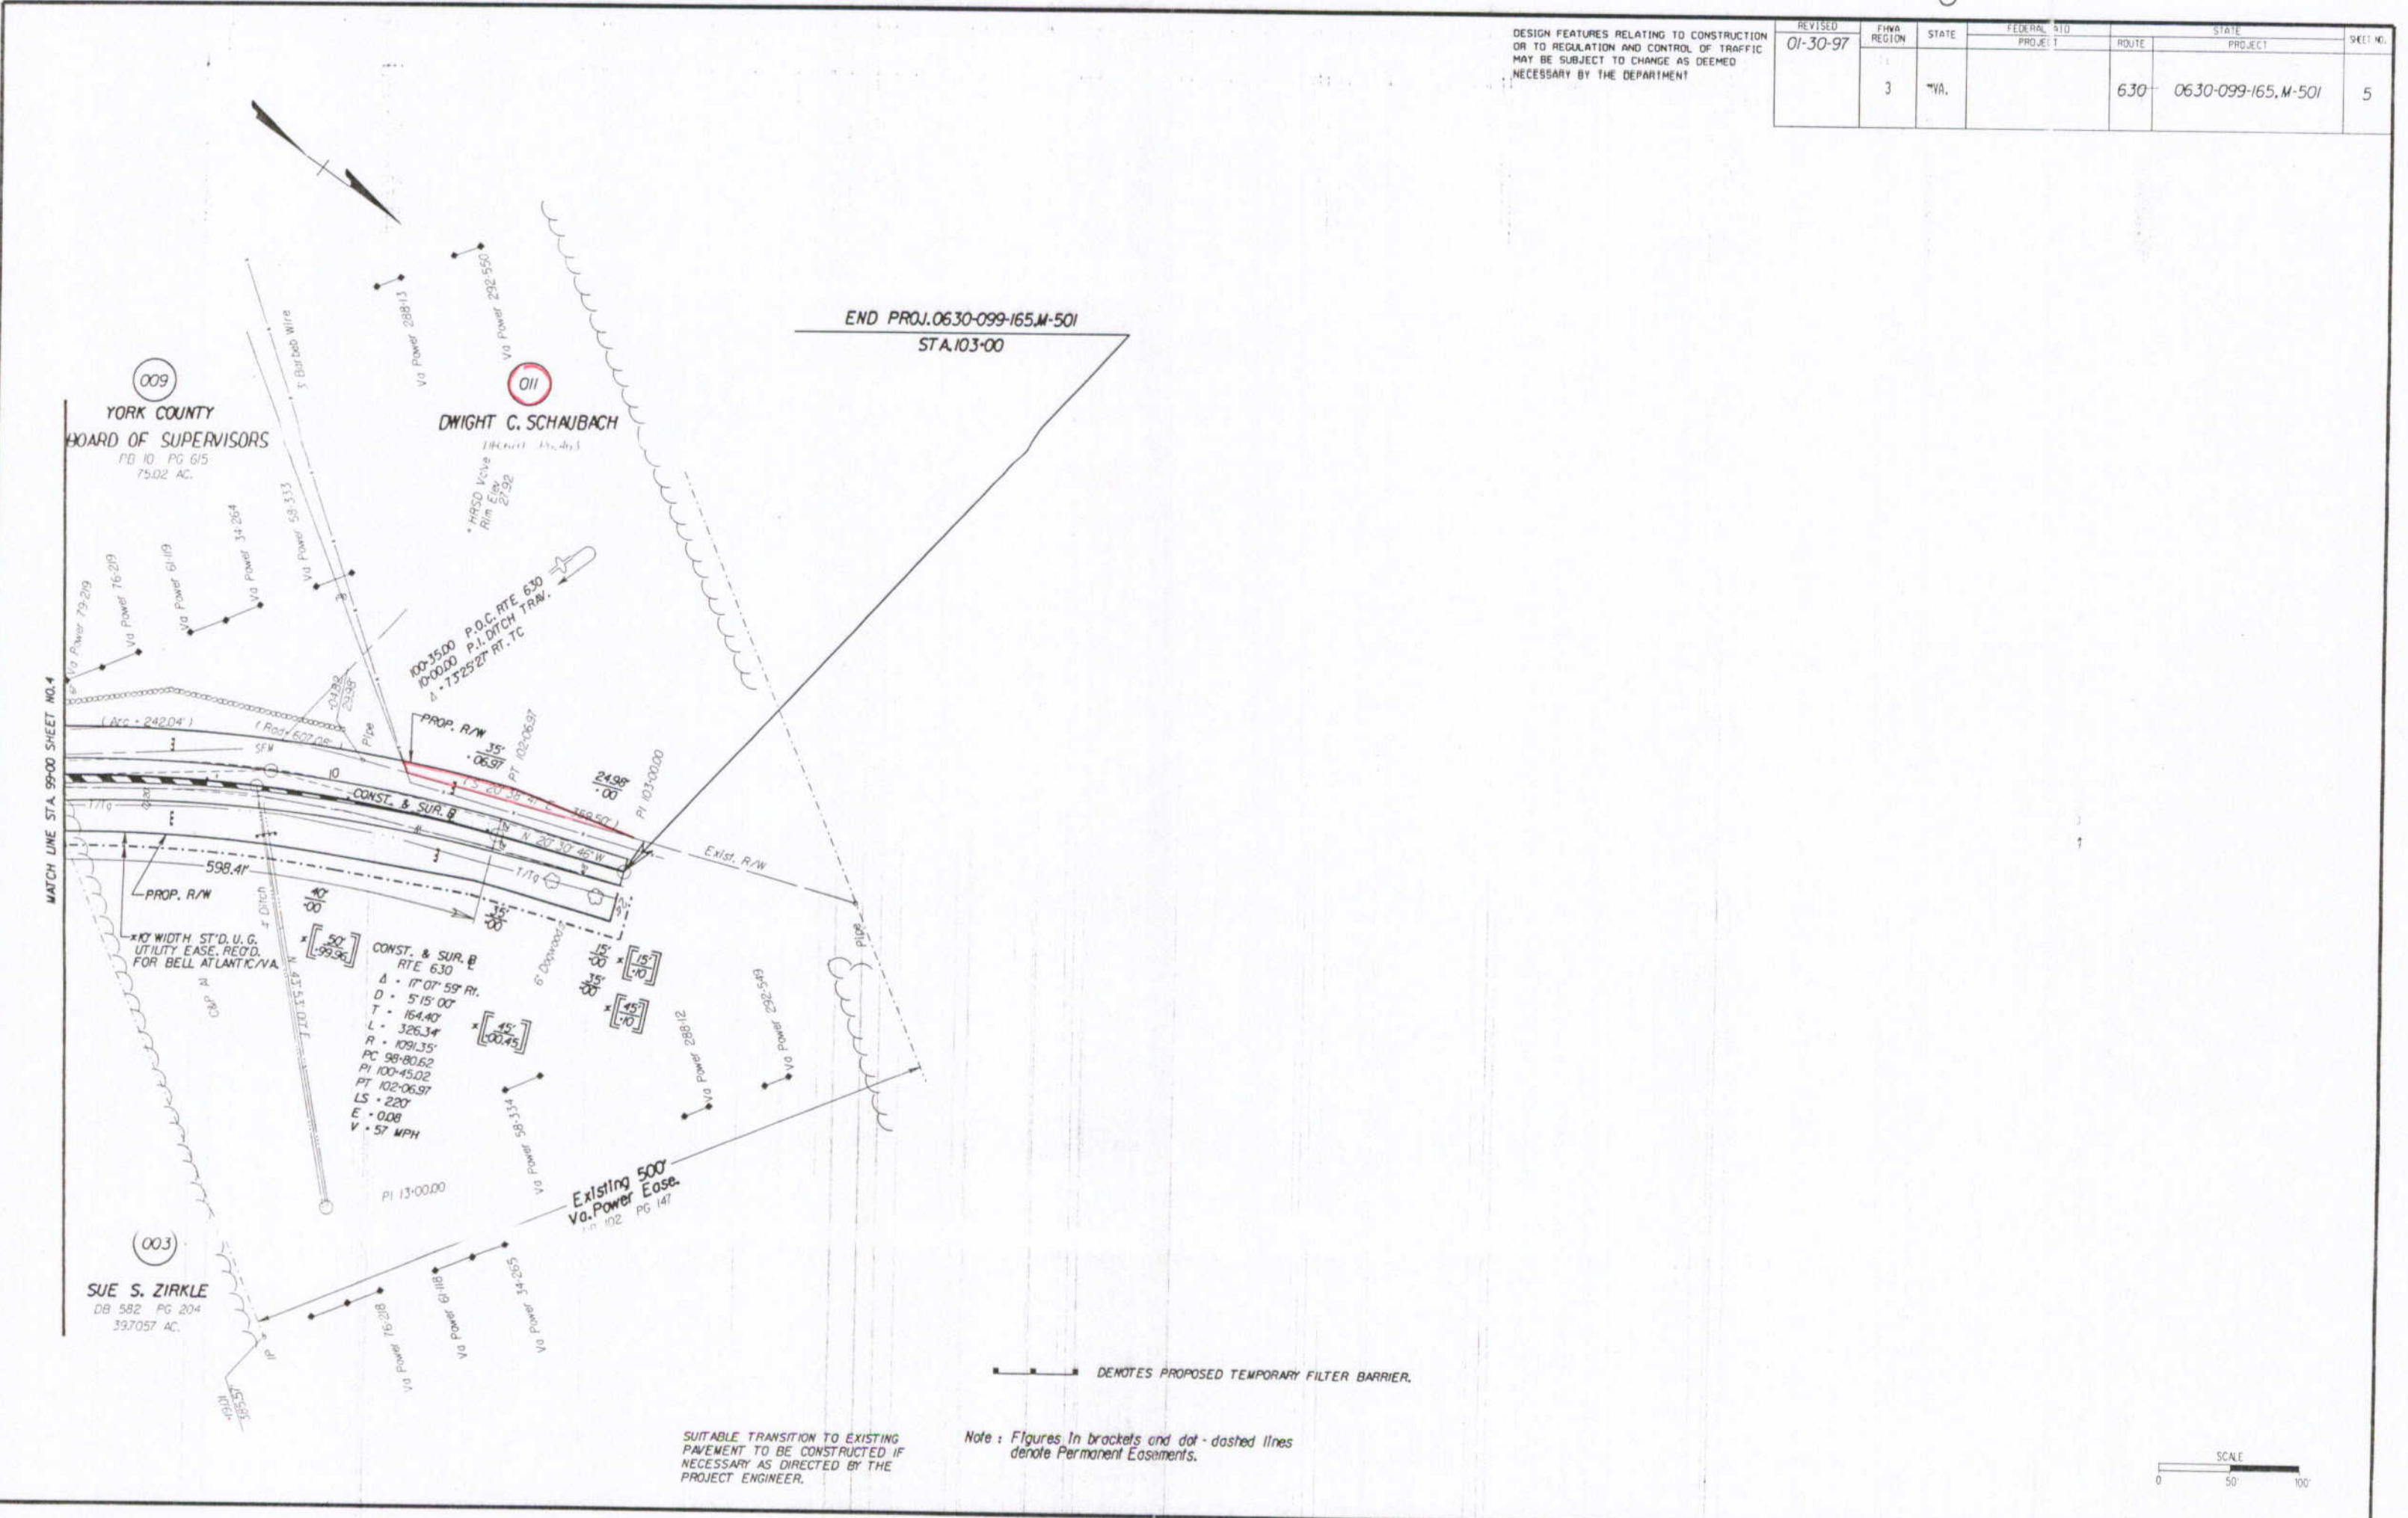 DESIGN FEATURES RELATING TO CONSTRUCTION
OR TO REGULATION AND CONTROL OF TRAFFIC
MAY BE SUBJECT TO CHANGE AS DEEMED
NECESSARY BY THE DEPARTMENT
REVISED
01-30-97
FHWA
REGION
3
STATE
VA.
FEDERAL AID
PROJECT
STATE
ROUTE
PROJECT
630
0630-099-165, M-501
SHEET NO.
5
END PROJ.0630-099-165,M-501
STA.103+00
009
YORK COUNTY
BOARD OF SUPERVISORS
PB 10 PG 615
75.02 AC.
011
DWIGHT C. SCHAUBACH
Va Power 288-13
Va Power 292-550
HRSD Valve
Rim Elev
27.92
Va Power 79-219
Va Power 76-219
Va Power 61-119
Va Power 34-264
Va Power 58-333
100+35.00 P.O.C. RTE 630
10+00.00 P.I. DITCH TRAV.
Δ = 73°25'27" RT. TC
MATCH LINE STA. 99+00 SHEET NO.4
( Arc = 242.04' )
SFM
Pipe
29.98'
PROP. R/W
35'
+06.97
PT 102+06.97
24.98'
+00
PI 103+00.00
CONST. & SUR. B
N 20°30'46" W
Exist. R/W
T/Tg
T/Tg
598.41'
PROP. R/W
4' Ditch
40'
+00
35'
+00
x10' WIDTH ST'D. U.G.
UTILITY EASE. REQ'D.
FOR BELL ATLANTIC/VA.
x [50' +99.96]
CONST. & SUR. B
RTE 630
Δ = 17°07'59" Rt.
D = 5°15'00"
T = 164.40'
L = 326.34'
R = 1091.35'
PC 98+80.62
PI 100+45.02
PT 102+06.97
LS = 220'
E = 0.08
V = 57 MPH
x [45' +00.45]
6" Dogwood
15'
+00
x [15' +10]
35'
+00
x [45' +10]
Pipe
Va Power 288-12
Va Power 292-549
Va Power 58-334
PI 13+00.00
Existing 500'
Va. Power Ease.
102 PG 147
003
SUE S. ZIRKLE
DB 582 PG 204
39.7057 AC.
IP
Va Power 76-218
Va Power 61-118
Va Power 34-265
DENOTES PROPOSED TEMPORARY FILTER BARRIER.
SUITABLE TRANSITION TO EXISTING
PAVEMENT TO BE CONSTRUCTED IF
NECESSARY AS DIRECTED BY THE
PROJECT ENGINEER.
Note : Figures in brackets and dot - dashed lines
denote Permanent Easements.
SCALE
0 50' 100'